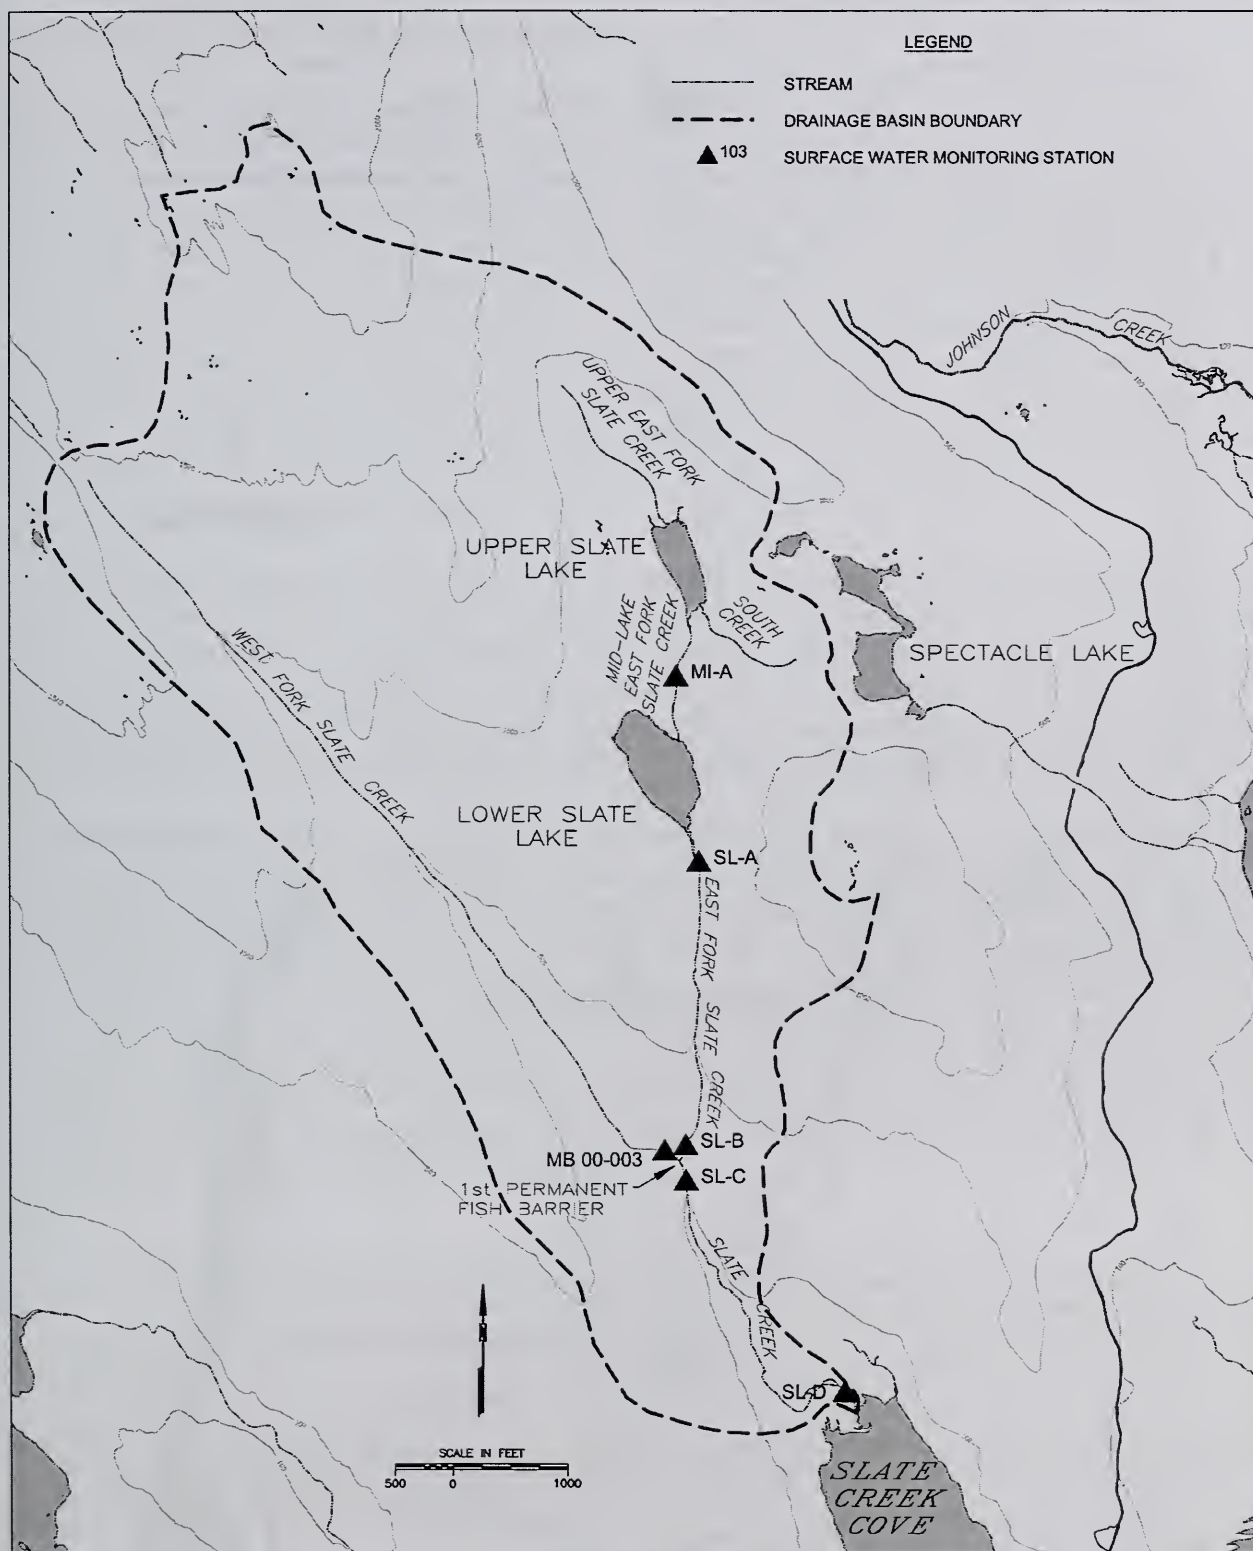 LEGEND
STREAM
DRAINAGE BASIN BOUNDARY
103
SURFACE WATER MONITORING STATION
JOHNSON
CREEK
UPPER EAST FORK
SLATE CREEK
UPPER SLATE
LAKE
MID-LAKE
EAST FORK
SLATE CREEK
SOUTH
CREEK
SPECTACLE LAKE
WEST FORK SLATE CREEK
MI-A
LOWER SLATE
LAKE
SL-A
EAST FORK SLATE CREEK
SL-B
MB 00-003
SL-C
1st PERMANENT
FISH BARRIER
SLATE CREEK
N
SL-D
SCALE IN FEET
500 0 1000
SLATE
CREEK
COVE